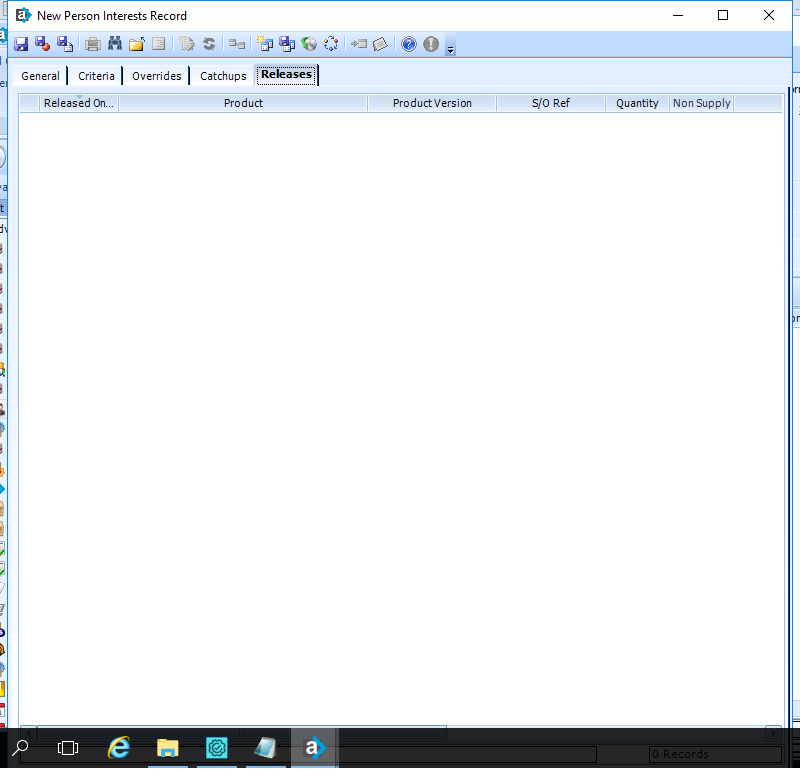 New Person Interests Record
General
Criteria
Overrides
Catchups
Releases
Released On...
Product
Product Version
S/O Ref
Quantity
Non Supply
0 Records